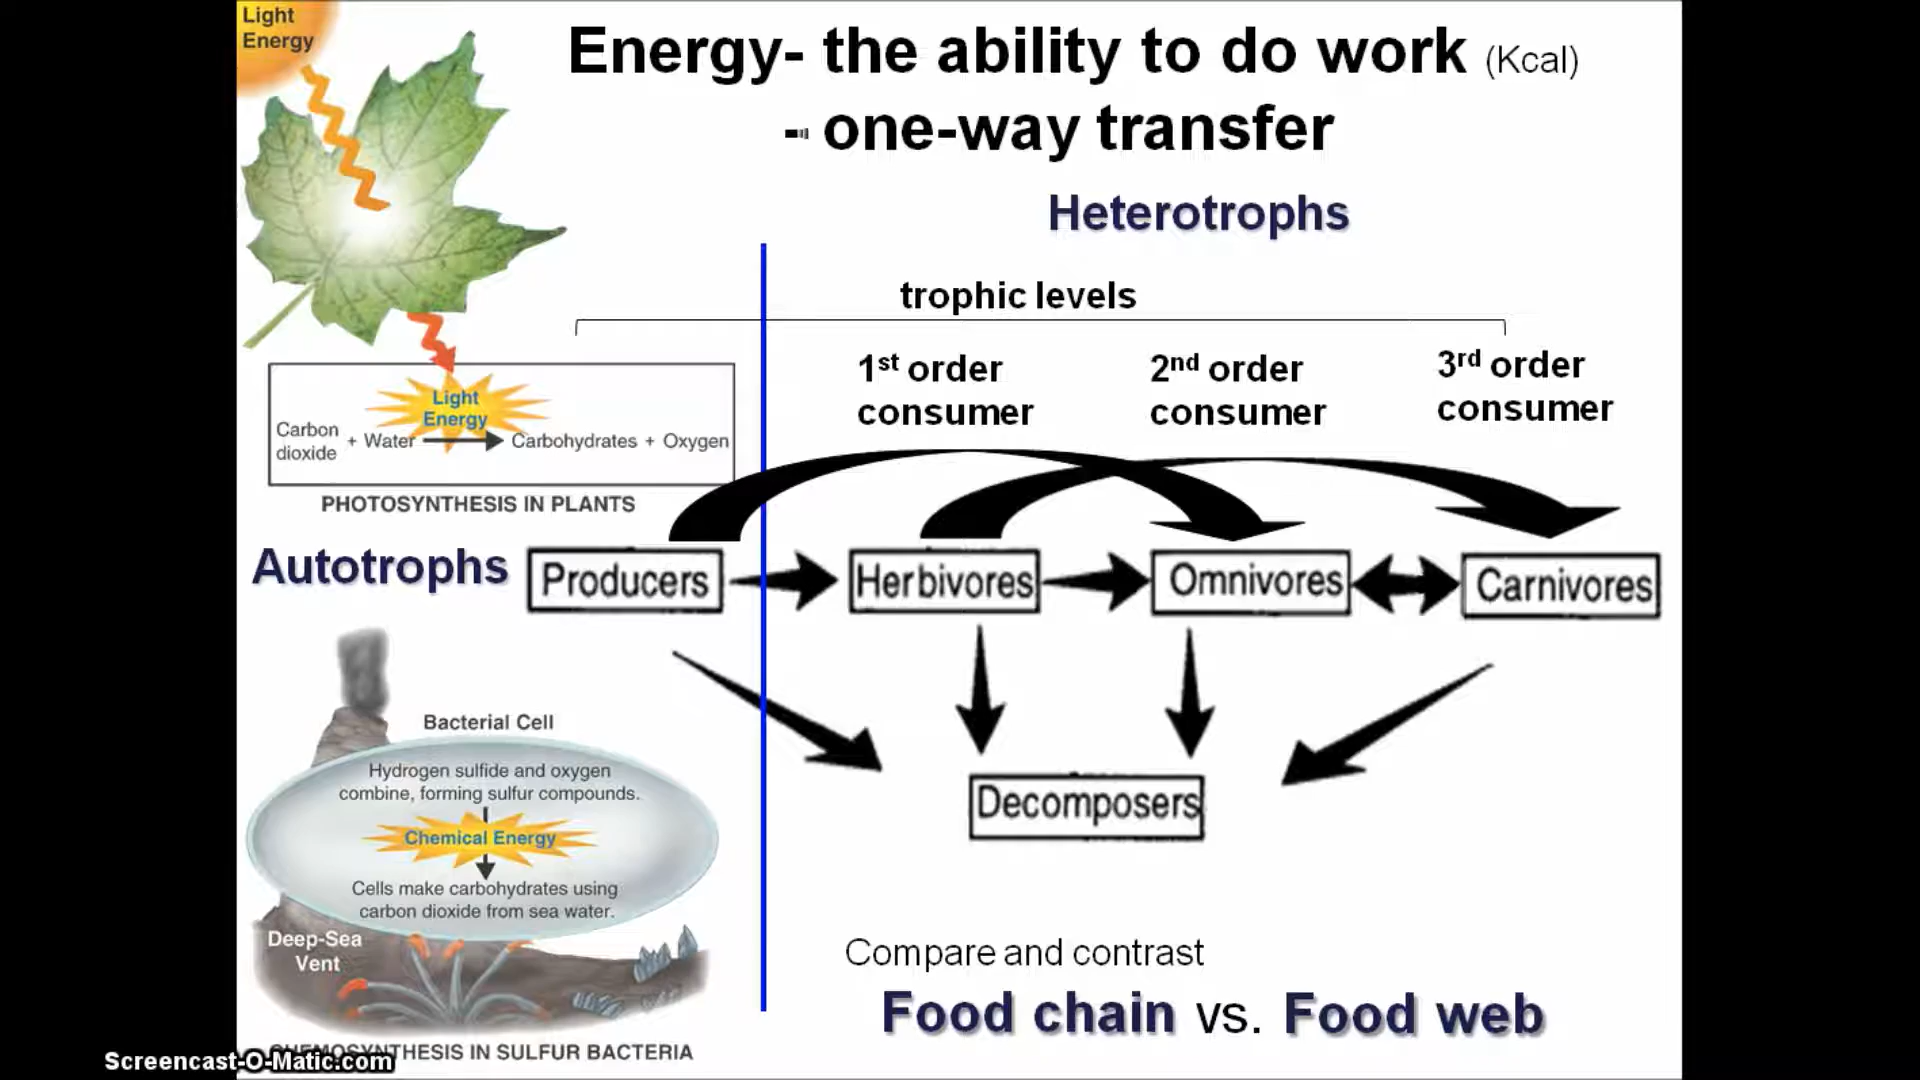 Light
Energy
Energy- the ability to do work (Kcal)
- one-way transfer
Heterotrophs
trophic levels
1st order
consumer
2nd order
consumer
3rd order
consumer
Light
Energy
Carbon
dioxide
+ Water
Carbohydrates + Oxygen
PHOTOSYNTHESIS IN PLANTS
Autotrophs
Producers
Herbivores
Omnivores
Carnivores
Decomposers
Bacterial Cell
Hydrogen sulfide and oxygen
combine, forming sulfur compounds.
Chemical Energy
Cells make carbohydrates using
carbon dioxide from sea water.
Deep-Sea
Vent
CHEMOSYNTHESIS IN SULFUR BACTERIA
Compare and contrast
Food chain vs. Food web
Screencast-O-Matic.com